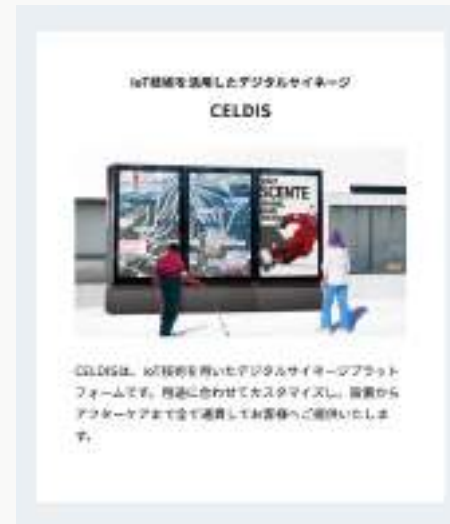 IoT技術を活用したデジタルサイネージ
CELDIS
SCENTE
CELDISは、IoT技術を用いたデジタルサイネージプラット
フォームです。用途に合わせてカスタマイズし、設置から
アフターケアまで全て通貫してお客様へご提供いたしま
す。